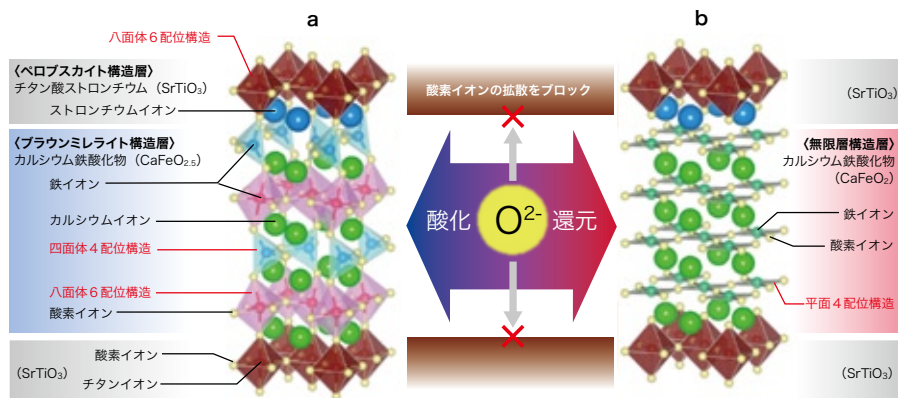 a
八面体6配位構造
〈ペロブスカイト構造層〉
チタン酸ストロンチウム（SrTiO₃）
ストロンチウムイオン
〈ブラウンミレライト構造層〉
カルシウム鉄酸化物（CaFeO₂.₅）
鉄イオン
カルシウムイオン
四面体4配位構造
八面体6配位構造
酸素イオン
（SrTiO₃）
酸素イオン
チタンイオン
酸素イオンの拡散をブロック
酸化
O²⁻
還元
b
（SrTiO₃）
〈無限層構造層〉
カルシウム鉄酸化物
（CaFeO₂）
鉄イオン
酸素イオン
平面4配位構造
（SrTiO₃）